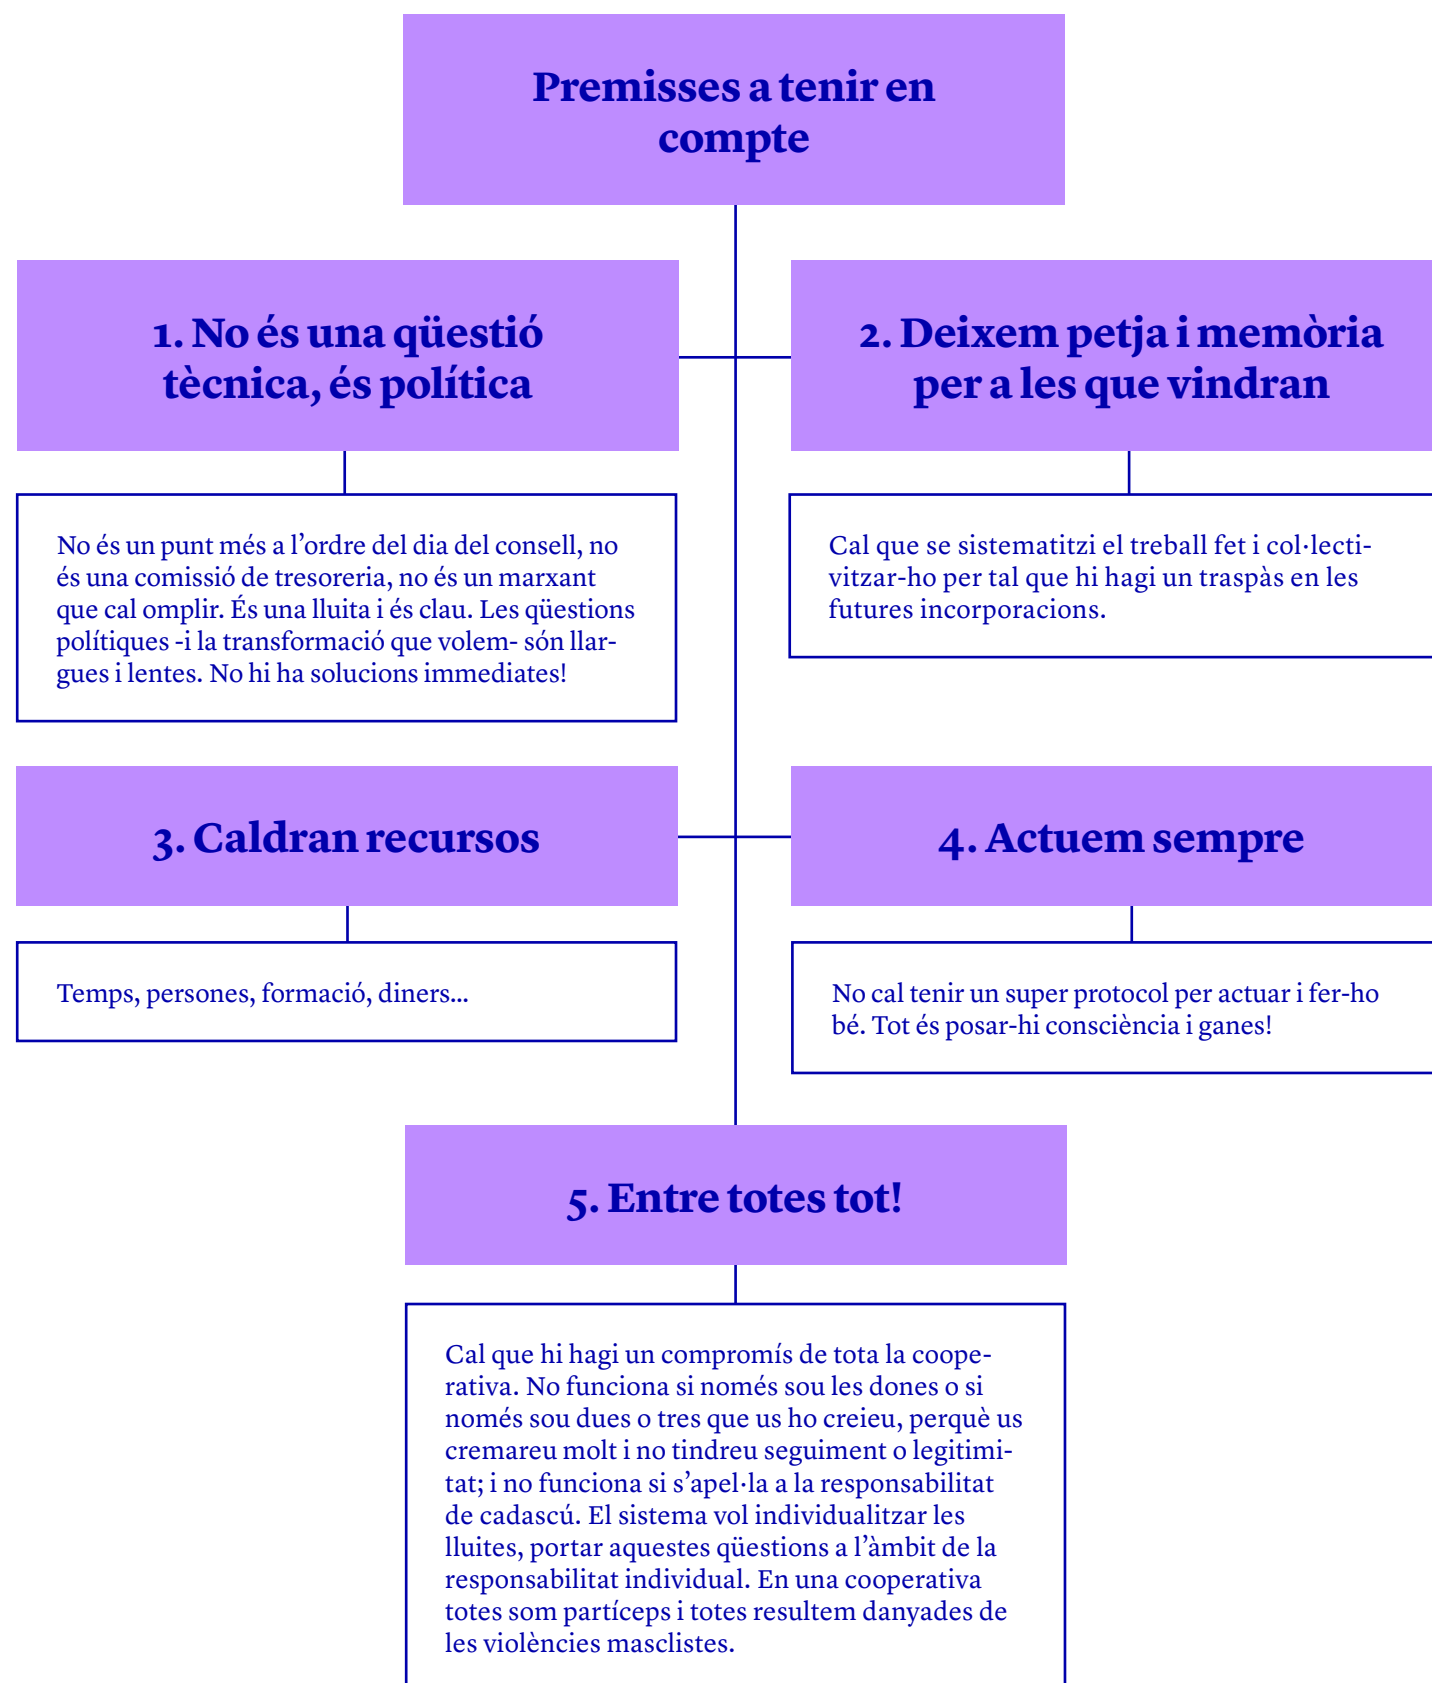 Premisses a tenir en
compte
1. No és una qüestió
tècnica, és política
No és un punt més a l’ordre del dia del consell, no
és una comissió de tresoreria, no és un marxant
que cal omplir. És una lluita i és clau. Les qüestions
polítiques -i la transformació que volem- són llar-
gues i lentes. No hi ha solucions immediates!
2. Deixem petja i memòria
per a les que vindran
Cal que se sistematitzi el treball fet i col·lecti-
vitzar-ho per tal que hi hagi un traspàs en les
futures incorporacions.
3. Caldran recursos
Temps, persones, formació, diners...
4. Actuem sempre
No cal tenir un super protocol per actuar i fer-ho
bé. Tot és posar-hi consciència i ganes!
5. Entre totes tot!
Cal que hi hagi un compromís de tota la coope-
rativa. No funciona si només sou les dones o si
només sou dues o tres que us ho creieu, perquè us
cremareu molt i no tindreu seguiment o legitimi-
tat; i no funciona si s’apel·la a la responsabilitat
de cadascú. El sistema vol individualitzar les
lluites, portar aquestes qüestions a l’àmbit de la
responsabilitat individual. En una cooperativa
totes som partíceps i totes resultem danyades de
les violències masclistes.